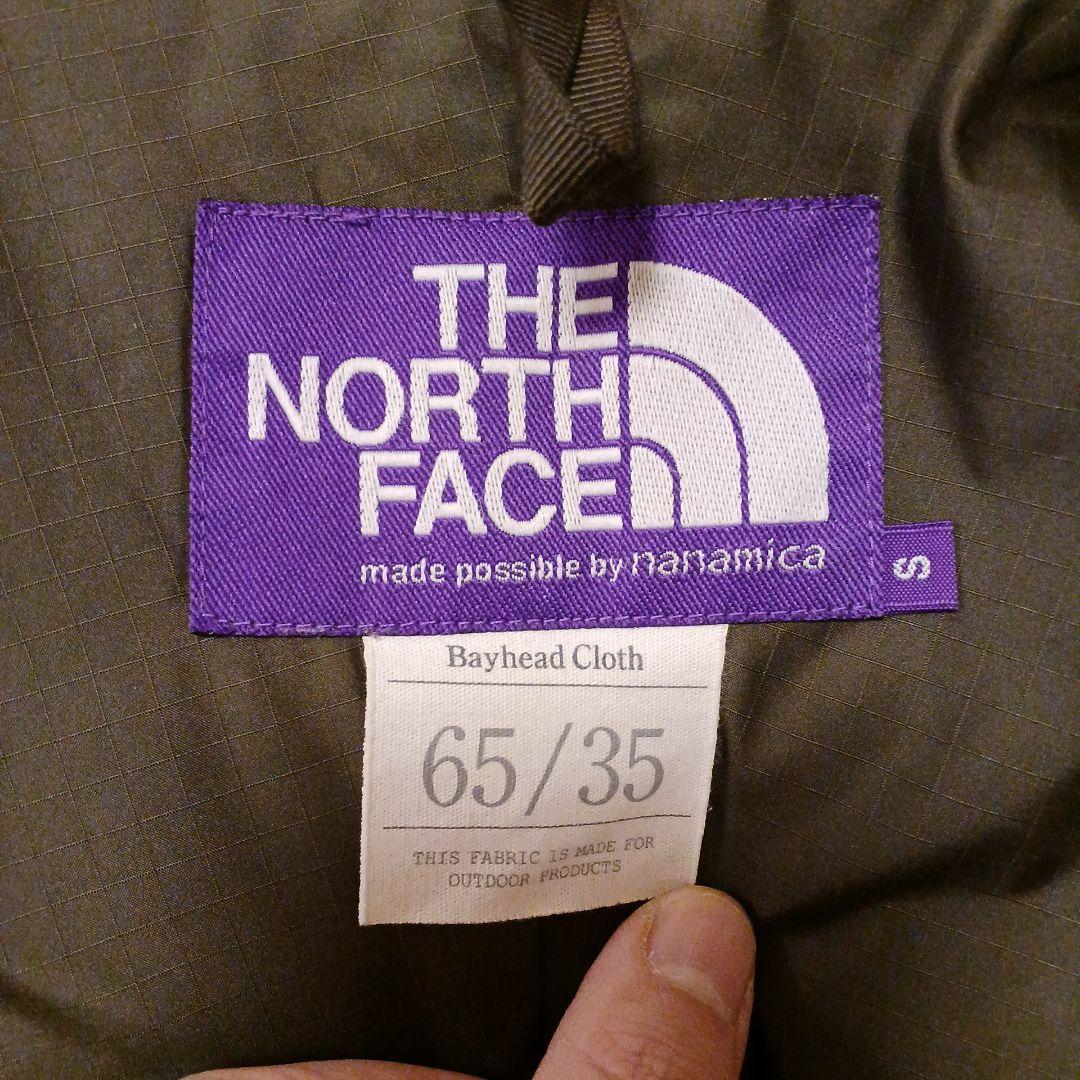 THE
NORTH
FACE
made possible by nanamica
S
Bayhead Cloth
65/35
THIS FABRIC IS MADE FOR
OUTDOOR PRODUCTS